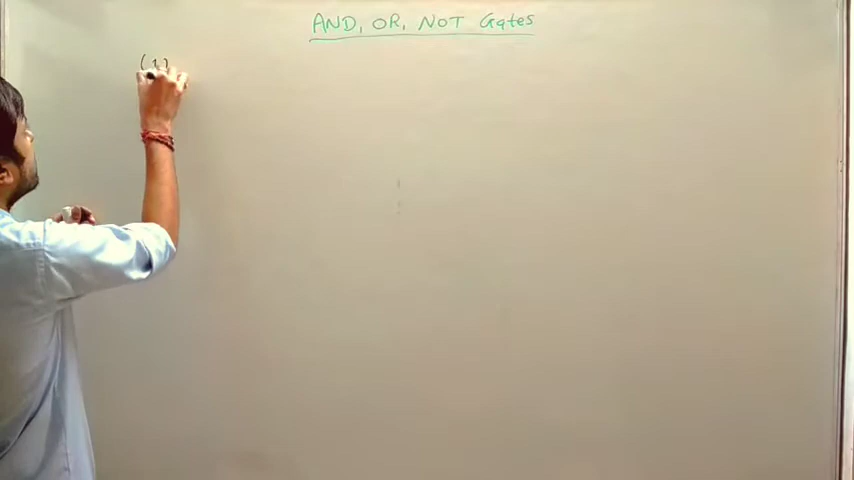 AND, OR, NOT Gates
(1)